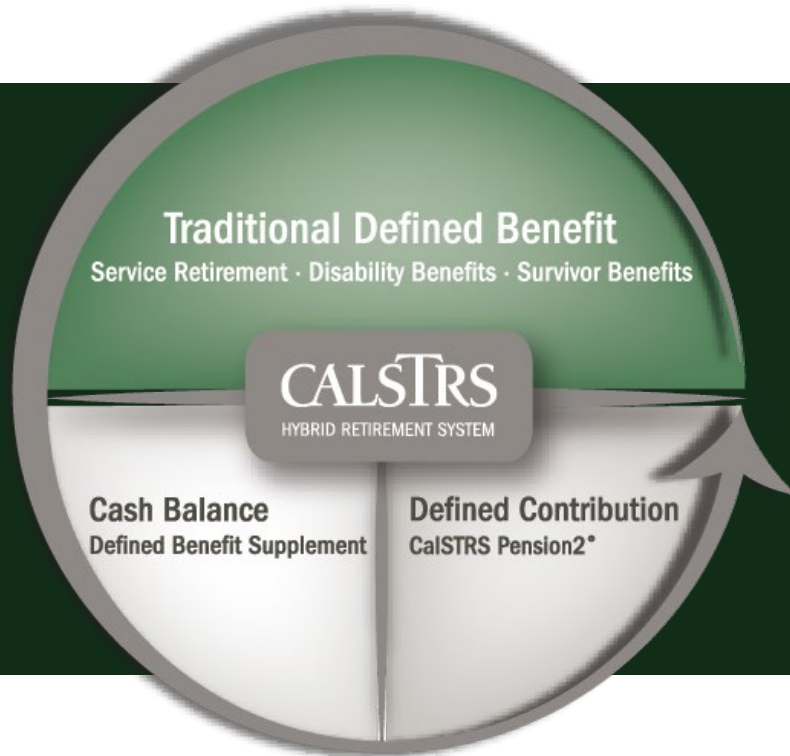 Traditional Defined Benefit
Service Retirement · Disability Benefits · Survivor Benefits
CALSTRS
HYBRID RETIREMENT SYSTEM
Cash Balance
Defined Benefit Supplement
Defined Contribution
CalSTRS Pension2®